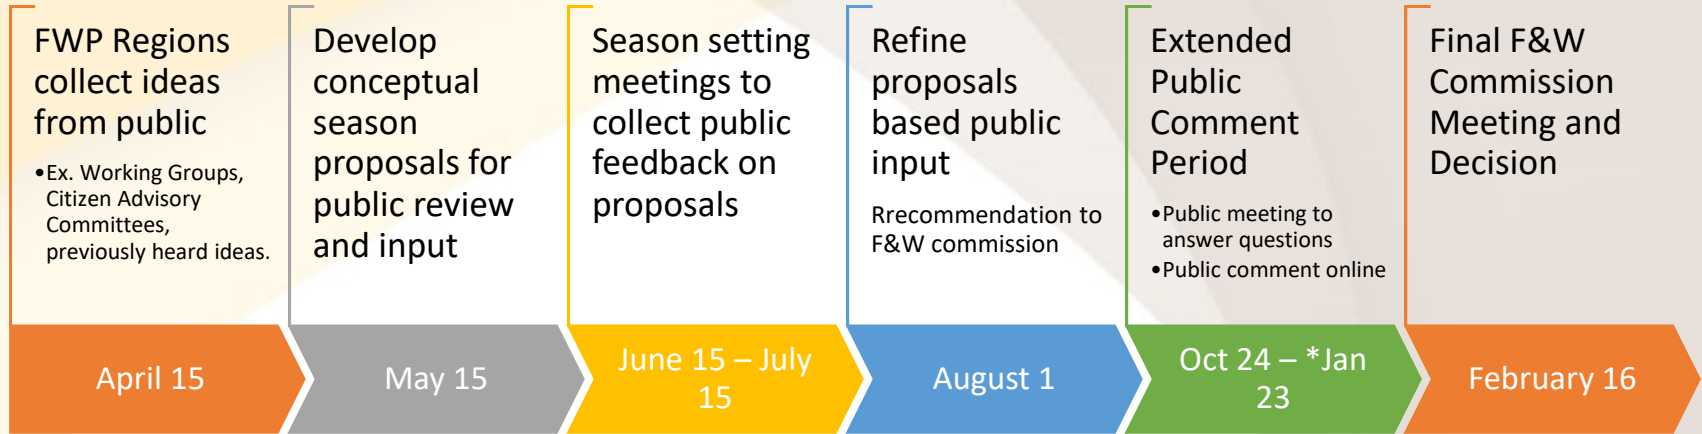 FWP Regions
collect ideas
from public
•Ex. Working Groups,
Citizen Advisory
Committees,
previously heard ideas.
April 15
Develop
conceptual
season
proposals for
public review
and input
May 15
Season setting
meetings to
collect public
feedback on
proposals
June 15 – July
15
Refine
proposals
based public
input
Rrecommendation to
F&W commission
August 1
Extended
Public
Comment
Period
•Public meeting to
answer questions
•Public comment online
Oct 24 – *Jan
23
Final F&W
Commission
Meeting and
Decision
February 16